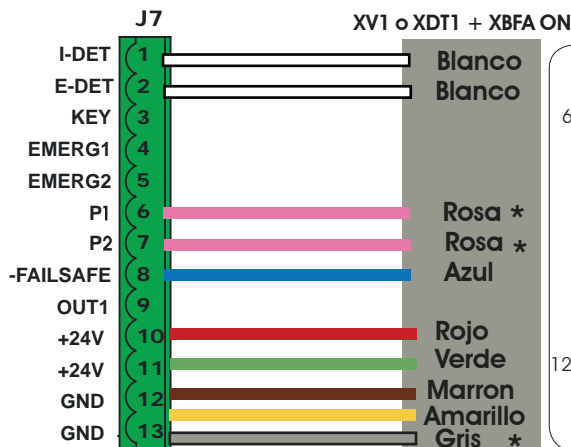 J7 XV1 o XDT1 + XBFA ON
I-DET 1 Blanco
E-DET 2 Blanco
KEY 3 6
EMERG1 4
EMERG2 5
P1 6 Rosa *
P2 7 Rosa *
-FAILSAFE 8 Azul
OUT1 9
+24V 10 Rojo
+24V 11 Verde 12
GND 12 Marron
Amarillo
GND 13 Gris *